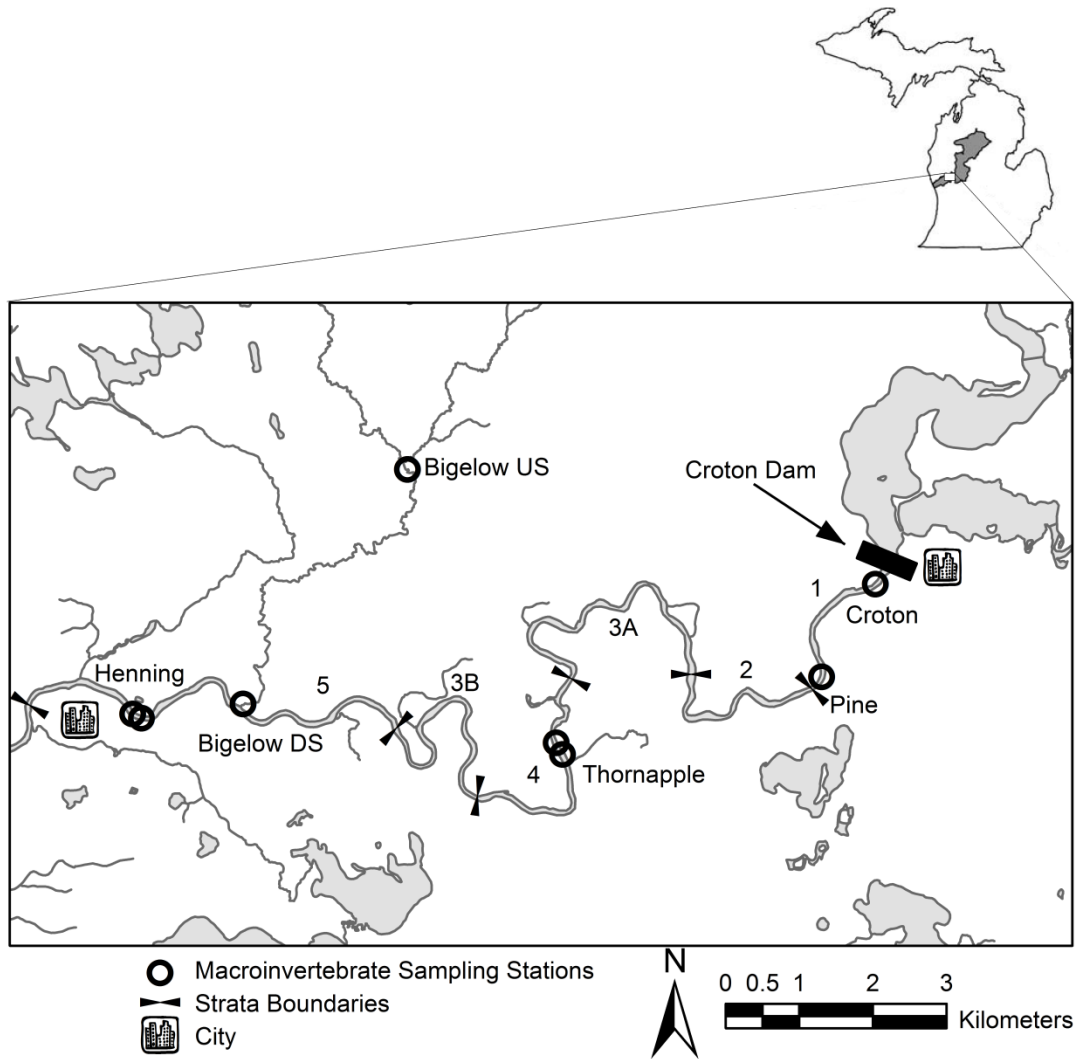 Bigelow US
Croton Dam
1
Croton
3A
2
Pine
Henning
5
3B
Bigelow DS
4
Thornapple
Macroinvertebrate Sampling Stations
Strata Boundaries
City
N
0 0.5 1 2 3
Kilometers